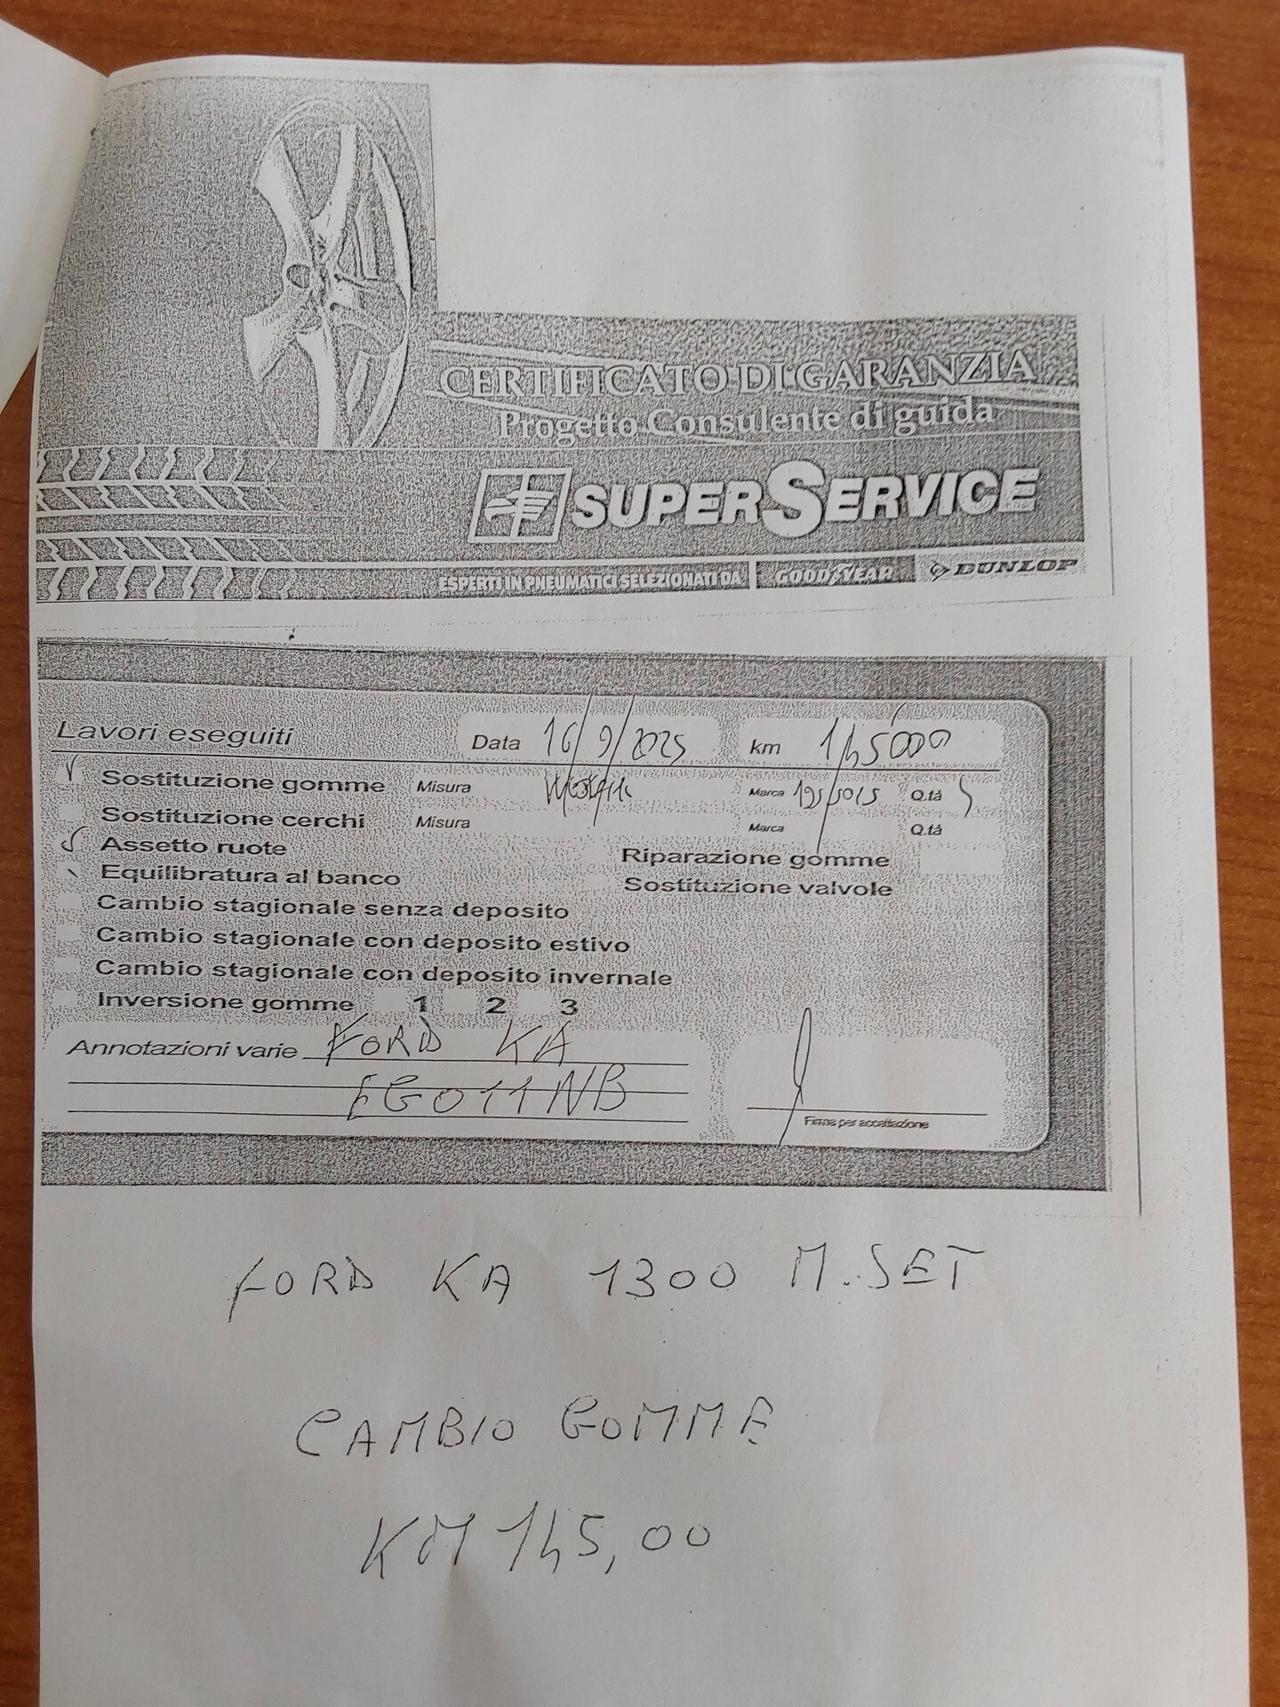 CERTIFICATO DI GARANZIA
Progetto Consulente di guida
SUPERSERVICE
ESPERTI IN PNEUMATICI SELEZIONATI DA GOODYEAR DUNLOP
Lavori eseguiti Data 16/9/2025 km 145000
Sostituzione gomme Misura Marca 195/5015 Q.tà
Sostituzione cerchi Misura Marca Q.tà
Assetto ruote Riparazione gomme
Equilibratura al banco Sostituzione valvole
Cambio stagionale senza deposito
Cambio stagionale con deposito estivo
Cambio stagionale con deposito invernale
Inversione gomme 1 2 3
Annotazioni varie FORD KA
EG011NB
Firma per accettazione
FORD KA 1300 M.SET
CAMBIO GOMME
KM 145,00